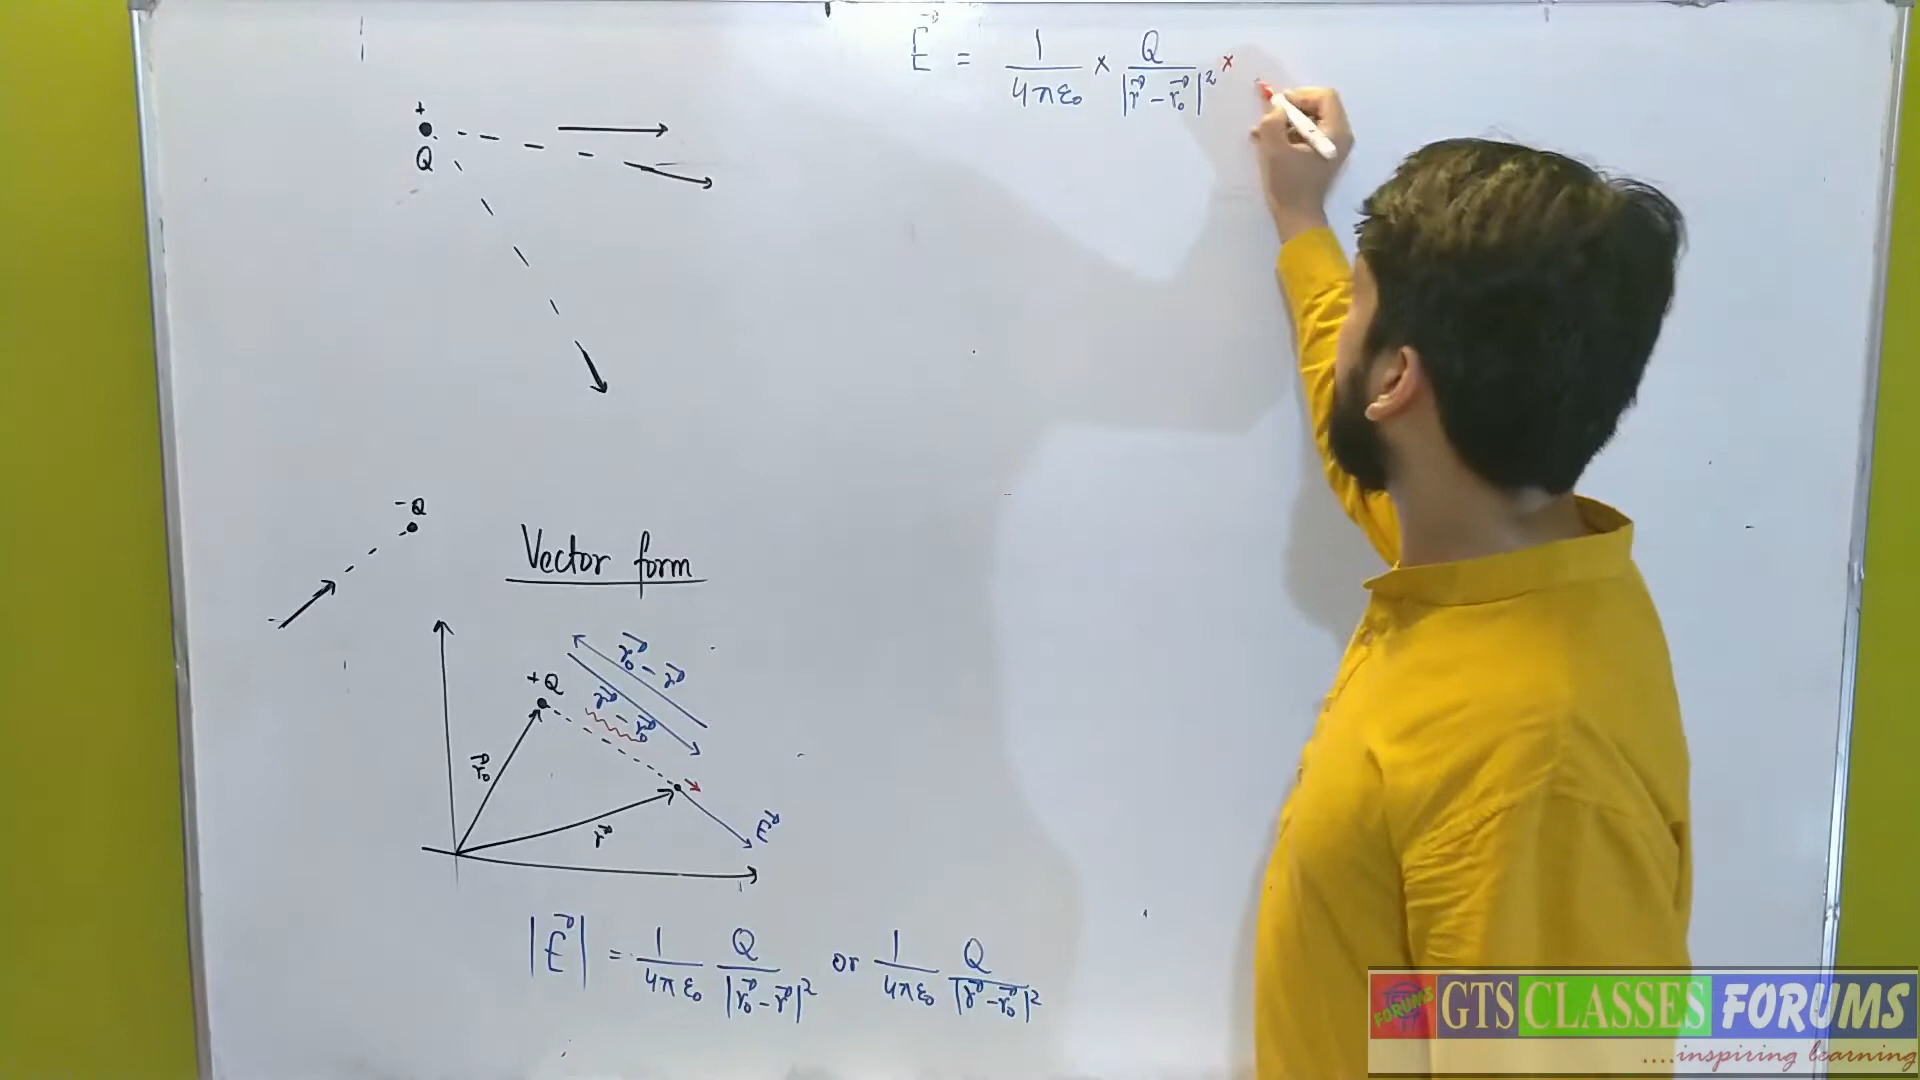 E⃗ = 1/4πε₀ × Q/|r⃗ - r⃗₀|² ×
+
Q
-Q
Vector form
r⃗₀ - r⃗
+Q
r⃗ - r⃗₀
r⃗₀
r⃗
E⃗
|E⃗| = 1/4πε₀ Q/|r⃗₀ - r⃗|² or 1/4πε₀ Q/|r⃗ - r⃗₀|²
FORUMS GTS CLASSES FORUMS
....inspiring learning